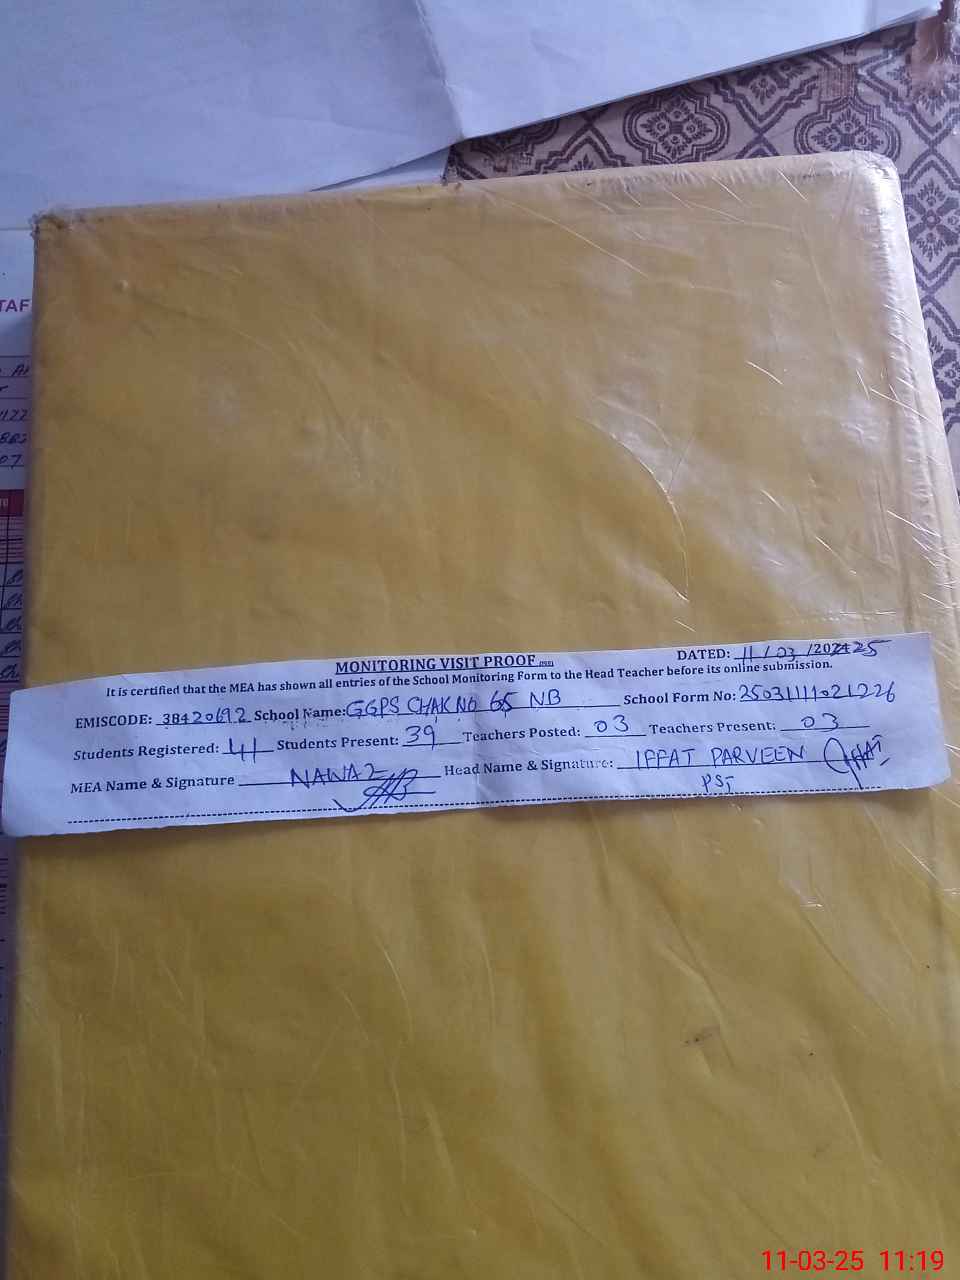 MONITORING VISIT PROOF
DATED: 11/03/2025
It is certified that the MEA has shown all entries of the School Monitoring Form to the Head Teacher before its online submission.
EMISCODE: 38420692 School Name: GGPS CHAK NO 65 NB School Form No: 25031111021226
Students Registered: 41 Students Present: 39 Teachers Posted: 03 Teachers Present: 03
MEA Name & Signature NAWAZ Head Name & Signature: IFFAT PARVEEN
PST
TAF
11-03-25 11:19